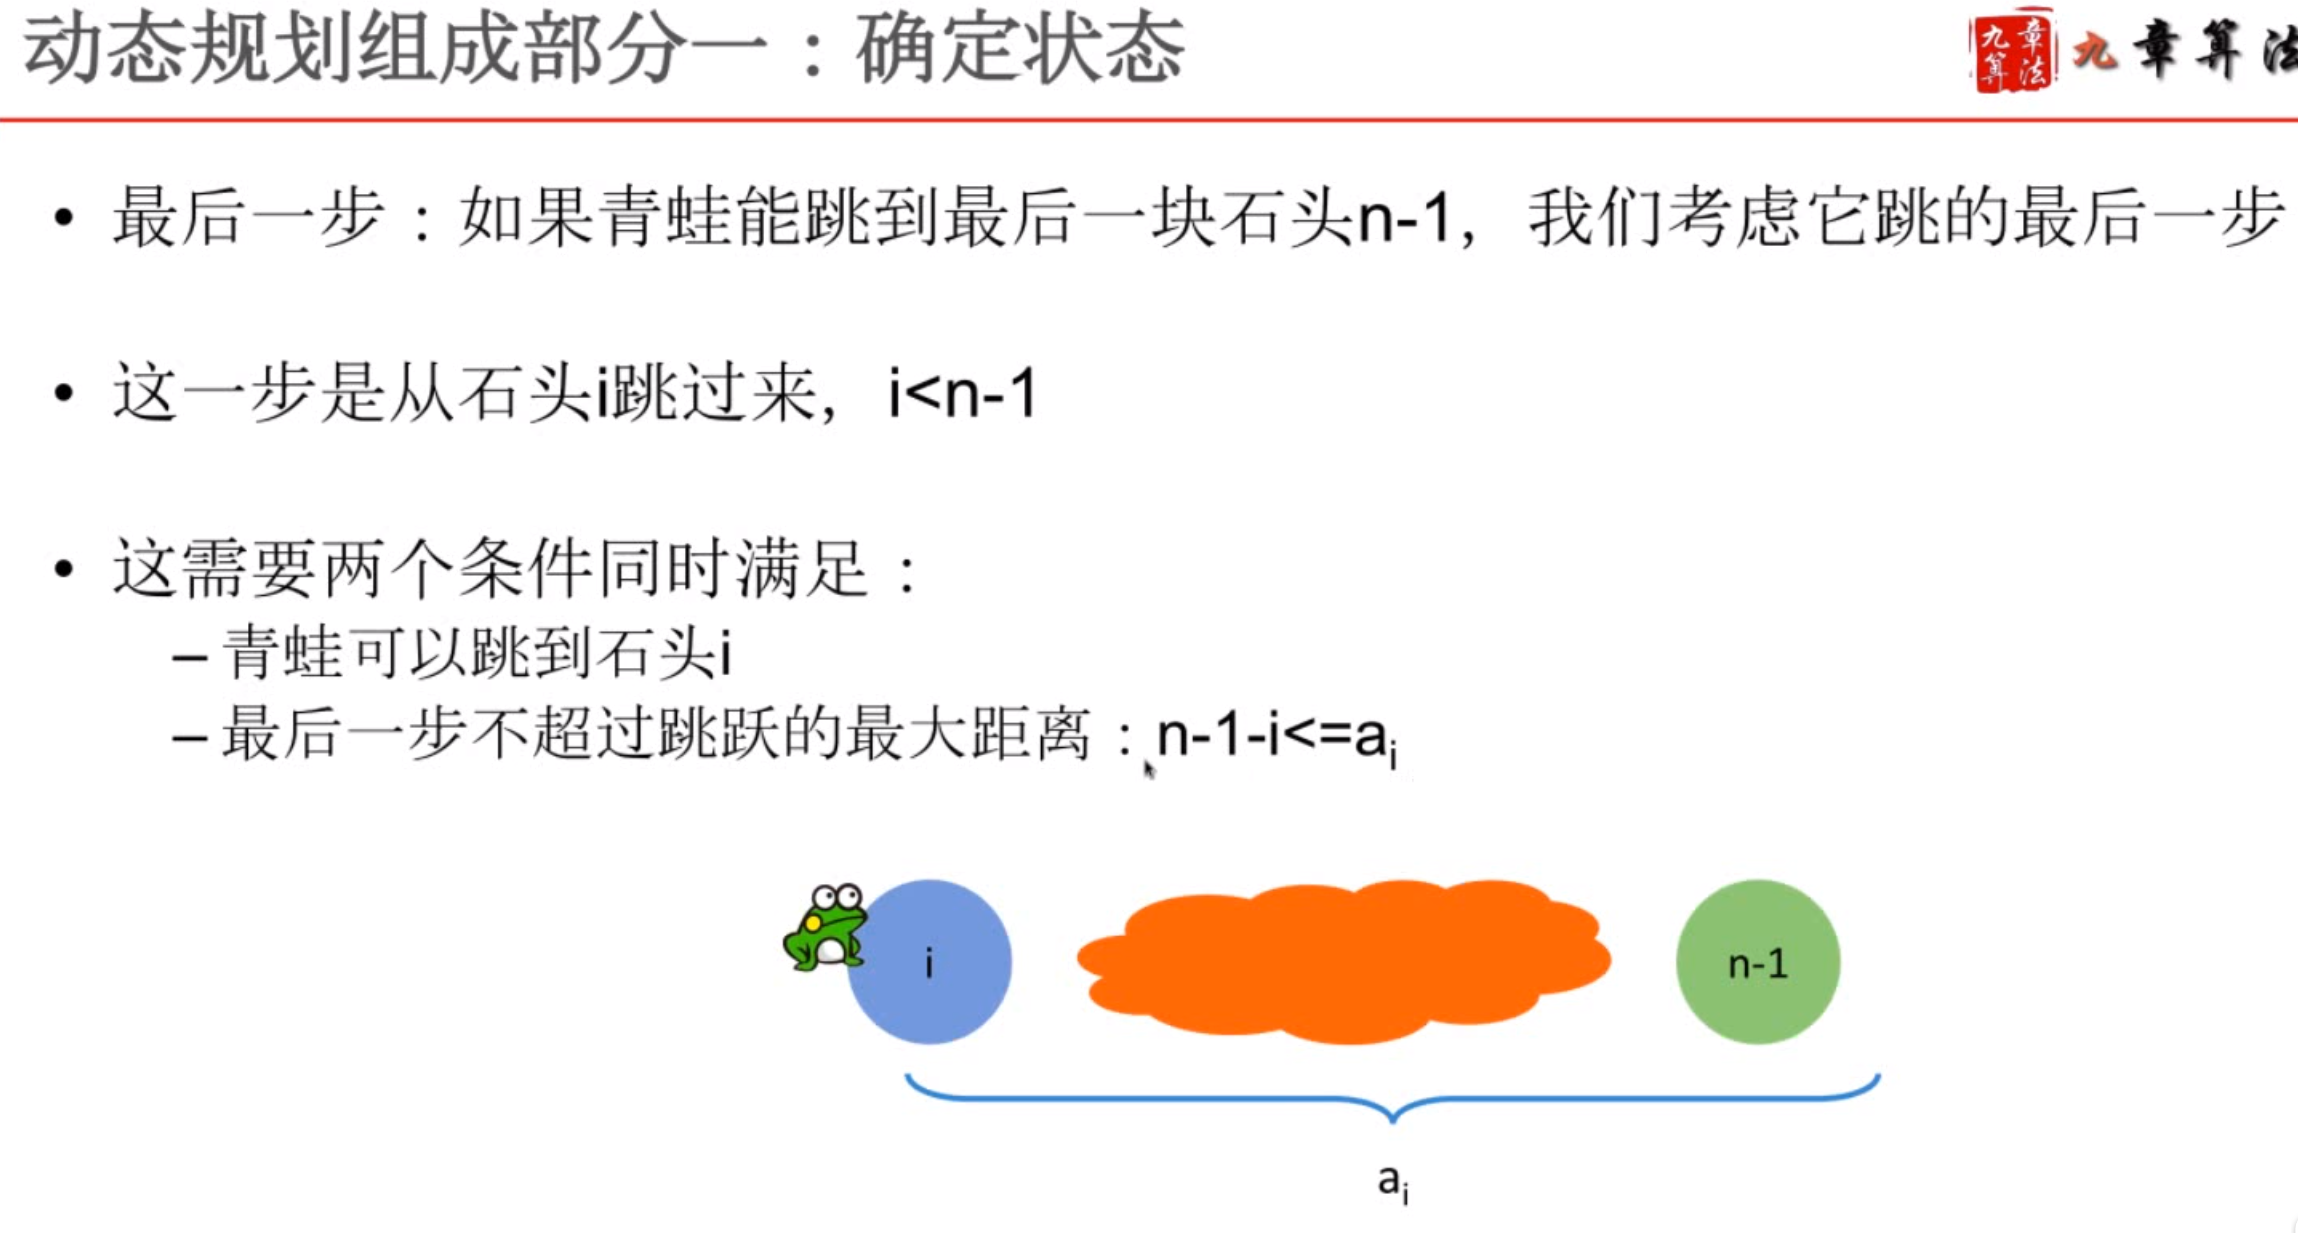 动态规划组成部分一：确定状态
九章算法
九章算法
• 最后一步：如果青蛙能跳到最后一块石头n-1，我们考虑它跳的最后一步
• 这一步是从石头i跳过来，i<n-1
• 这需要两个条件同时满足：
– 青蛙可以跳到石头i
– 最后一步不超过跳跃的最大距离：n-1-i<=aᵢ
i
n-1
aᵢ